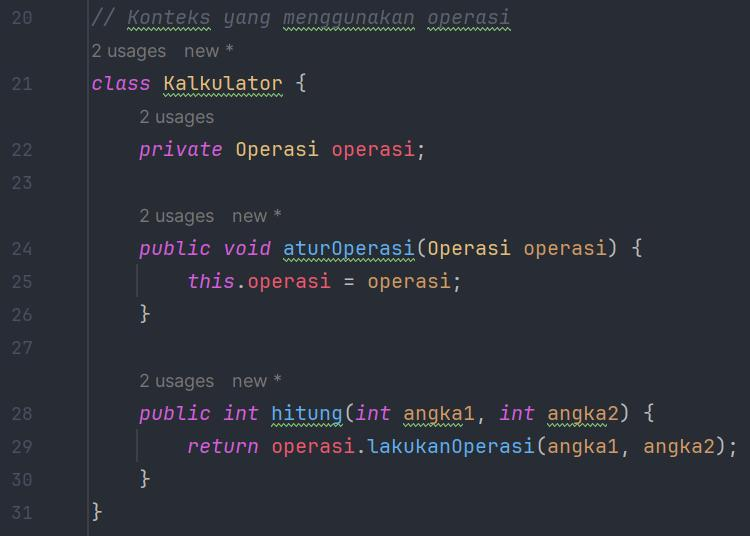 20 // Konteks yang menggunakan operasi
2 usages new *
21 class Kalkulator {
2 usages
22 private Operasi operasi;
23
2 usages new *
24 public void aturOperasi(Operasi operasi) {
25 this.operasi = operasi;
26 }
27
2 usages new *
28 public int hitung(int angka1, int angka2) {
29 return operasi.lakukanOperasi(angka1, angka2);
30 }
31 }